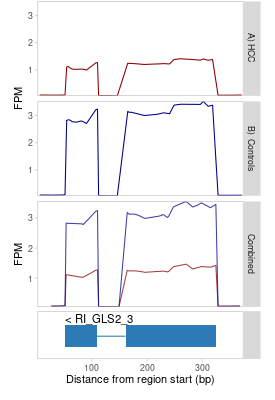 3
2
1
A) HCC
FPM
3
2
1
B) Controls
3
2
1
FPM
Combined
< RI_GLS2_3
100
200
300
Distance from region start (bp)